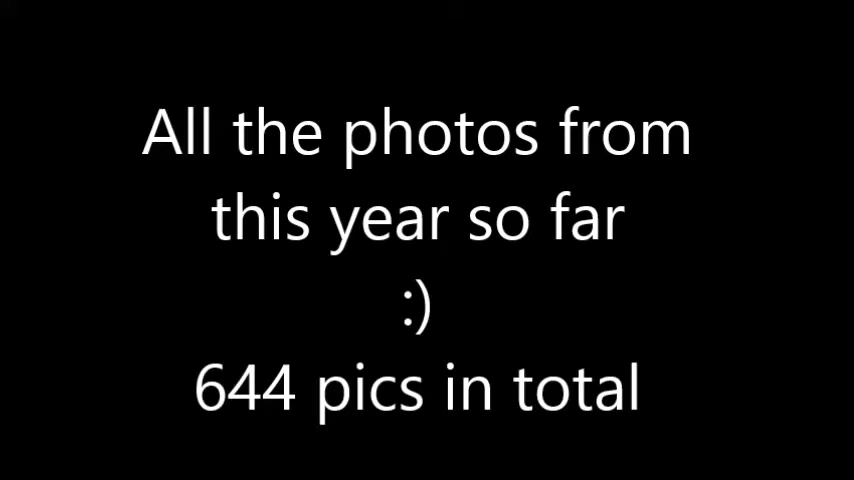 All the photos from
this year so far
:)
644 pics in total